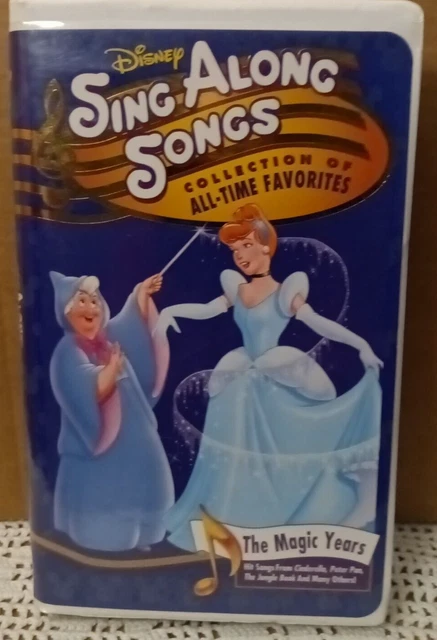 Disney
Sing Along
Songs
COLLECTION OF
ALL-TIME FAVORITES
The Magic Years
Hit Songs From Cinderella, Peter Pan,
The Jungle Book And Many Others!